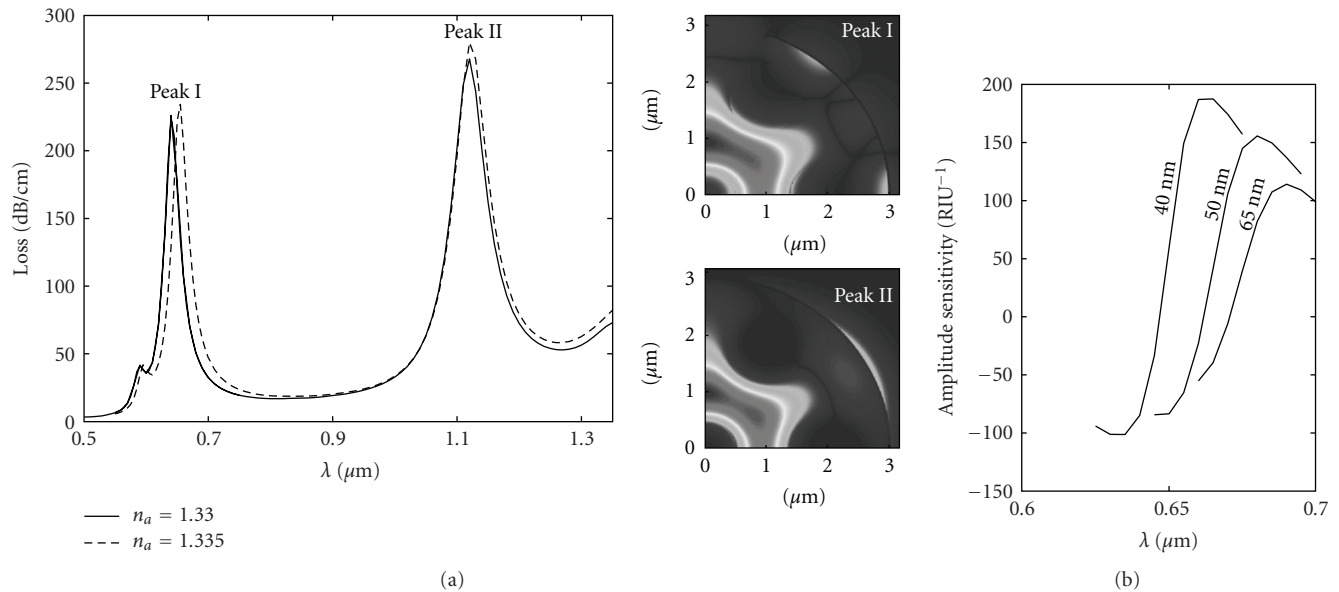 300
250
200
150
100
50
0
Loss (dB/cm)
Peak I
Peak II
0.5
0.7
0.9
1.1
1.3
λ (μm)
nₐ = 1.33
nₐ = 1.335
(a)
Peak I
3
2
1
0
(μm)
0
1
2
3
(μm)
Peak II
3
2
1
0
(μm)
0
1
2
3
(μm)
200
150
100
50
0
−50
−100
−150
Amplitude sensitivity (RIU⁻¹)
40 nm
50 nm
65 nm
0.6
0.65
0.7
λ (μm)
(b)